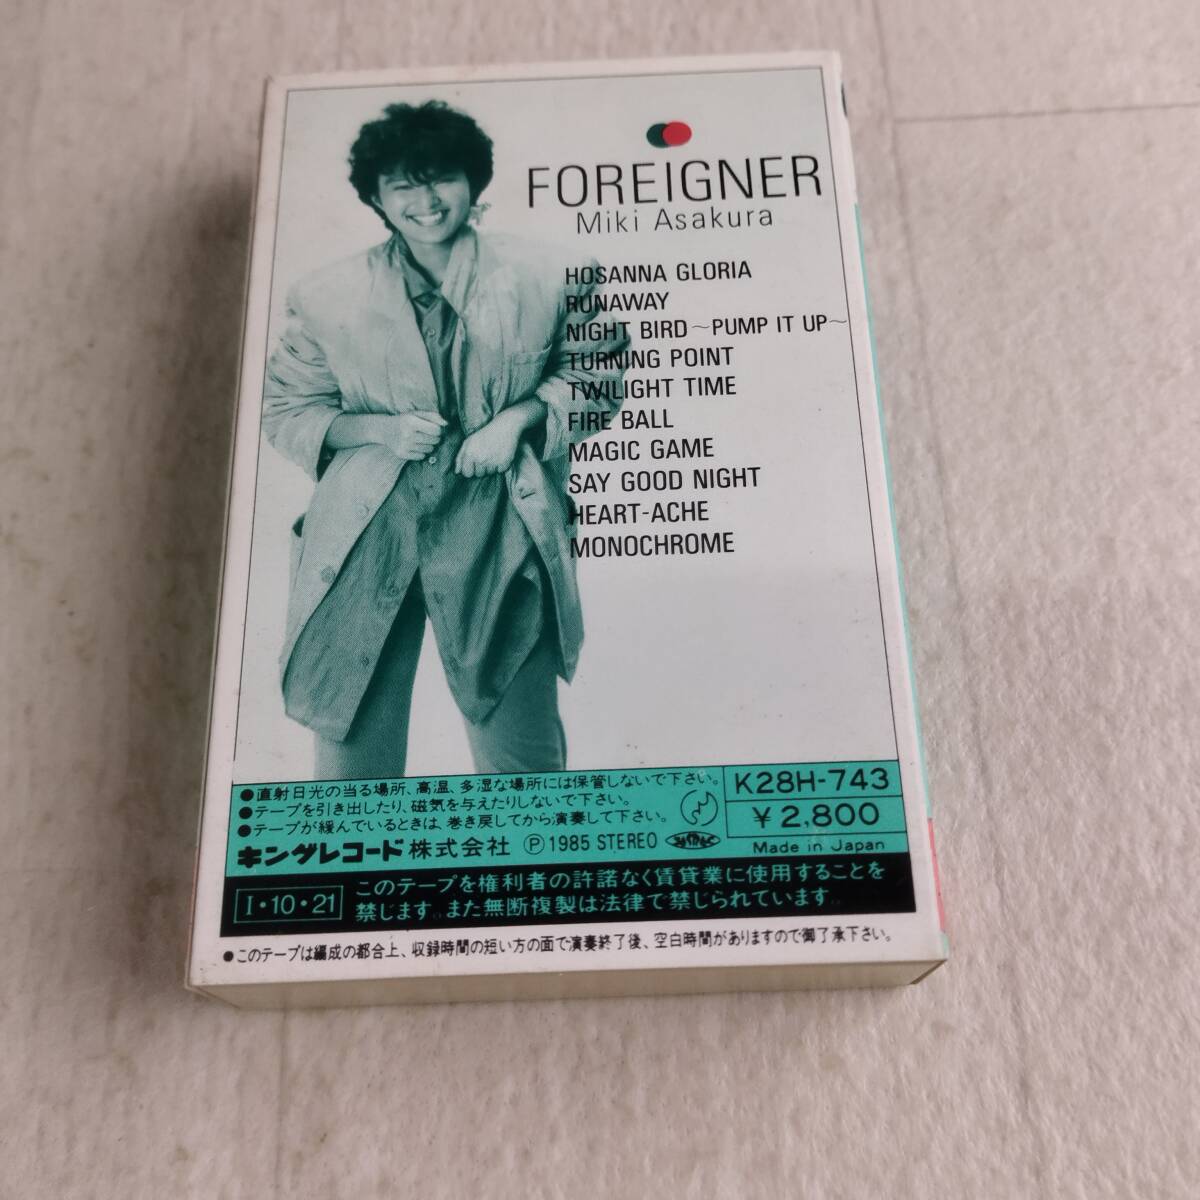 FOREIGNER
Miki Asakura
HOSANNA GLORIA
RUNAWAY
NIGHT BIRD～PUMP IT UP～
TURNING POINT
TWILIGHT TIME
FIRE BALL
MAGIC GAME
SAY GOOD NIGHT
HEART-ACHE
MONOCHROME
●直射日光の当る場所、高温、多湿な場所には保管しないで下さい。
●テープを引き出したり、磁気を与えたりしないで下さい。
●テープが緩んでいるときは、巻き戻してから演奏して下さい。
キングレコード株式会社 Ⓟ1985 STEREO JASRAC
K28H-743
¥2,800
Made in Japan
I・10・21
このテープを権利者の許諾なく賃貸業に使用することを
禁じます。また無断複製は法律で禁じられています。
●このテープは編成の都合上、収録時間の短い方の面で演奏終了後、空白時間がありますので御了承下さい。